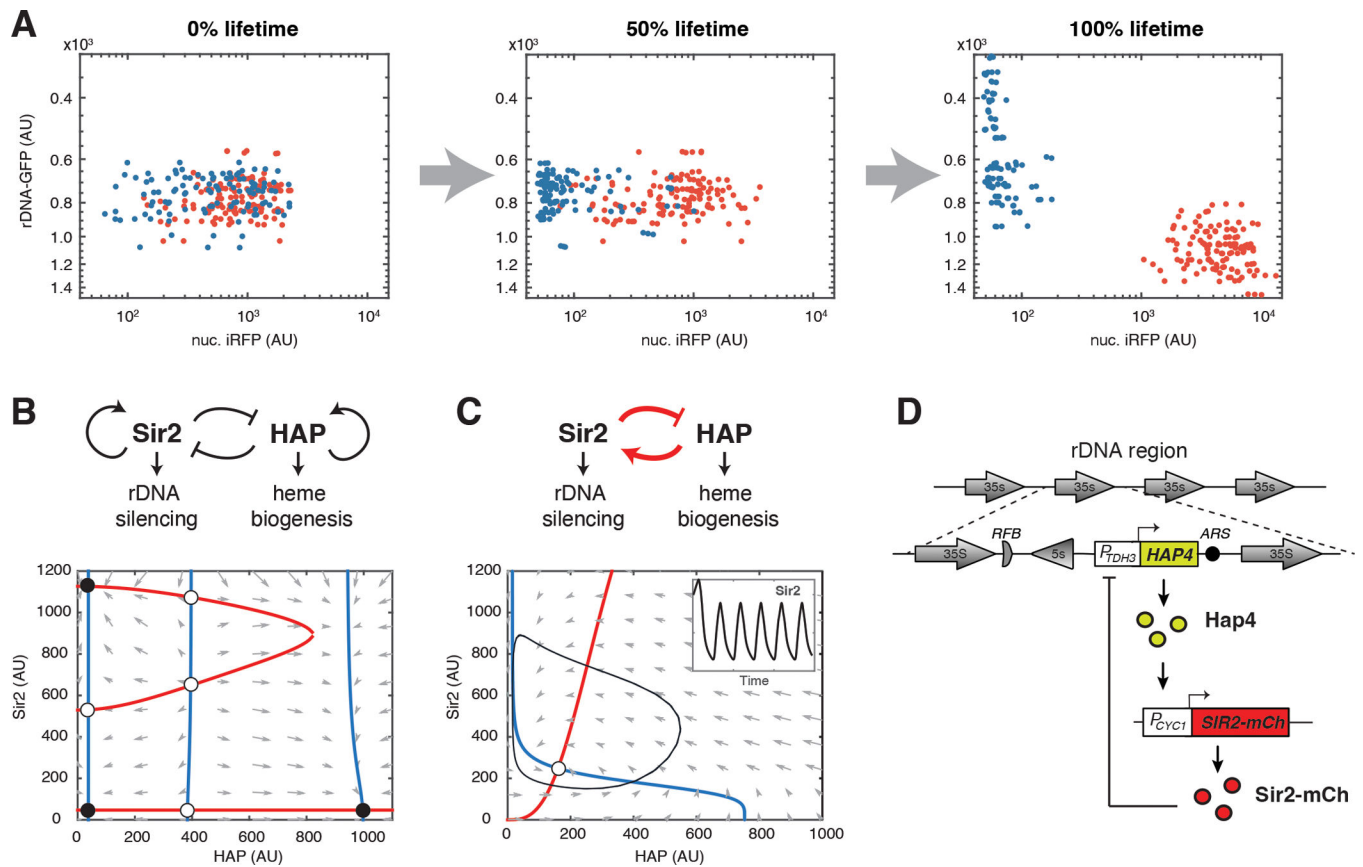 A
0% lifetime
50% lifetime
100% lifetime
x10³
x10³
x10³
rDNA-GFP (AU)
0.4
0.6
0.8
1.0
1.2
1.4
10² 10³ 10⁴
nuc. iRFP (AU)
0.4
0.6
0.8
1.0
1.2
1.4
10² 10³ 10⁴
nuc. iRFP (AU)
0.4
0.6
0.8
1.0
1.2
1.4
10² 10³ 10⁴
nuc. iRFP (AU)
B
Sir2 HAP
rDNA silencing
heme biogenesis
Sir2 (AU)
1200
1000
800
600
400
200
0
0 200 400 600 800 1000
HAP (AU)
C
Sir2 HAP
rDNA silencing
heme biogenesis
Sir2 (AU)
1200
1000
800
600
400
200
0
0 200 400 600 800 1000
HAP (AU)
Sir2
Time
D
rDNA region
35s 35s 35s 35s
RFB ARS
35S 5s PTDH3 HAP4 35S
Hap4
PCYC1 SIR2-mCh
Sir2-mCh